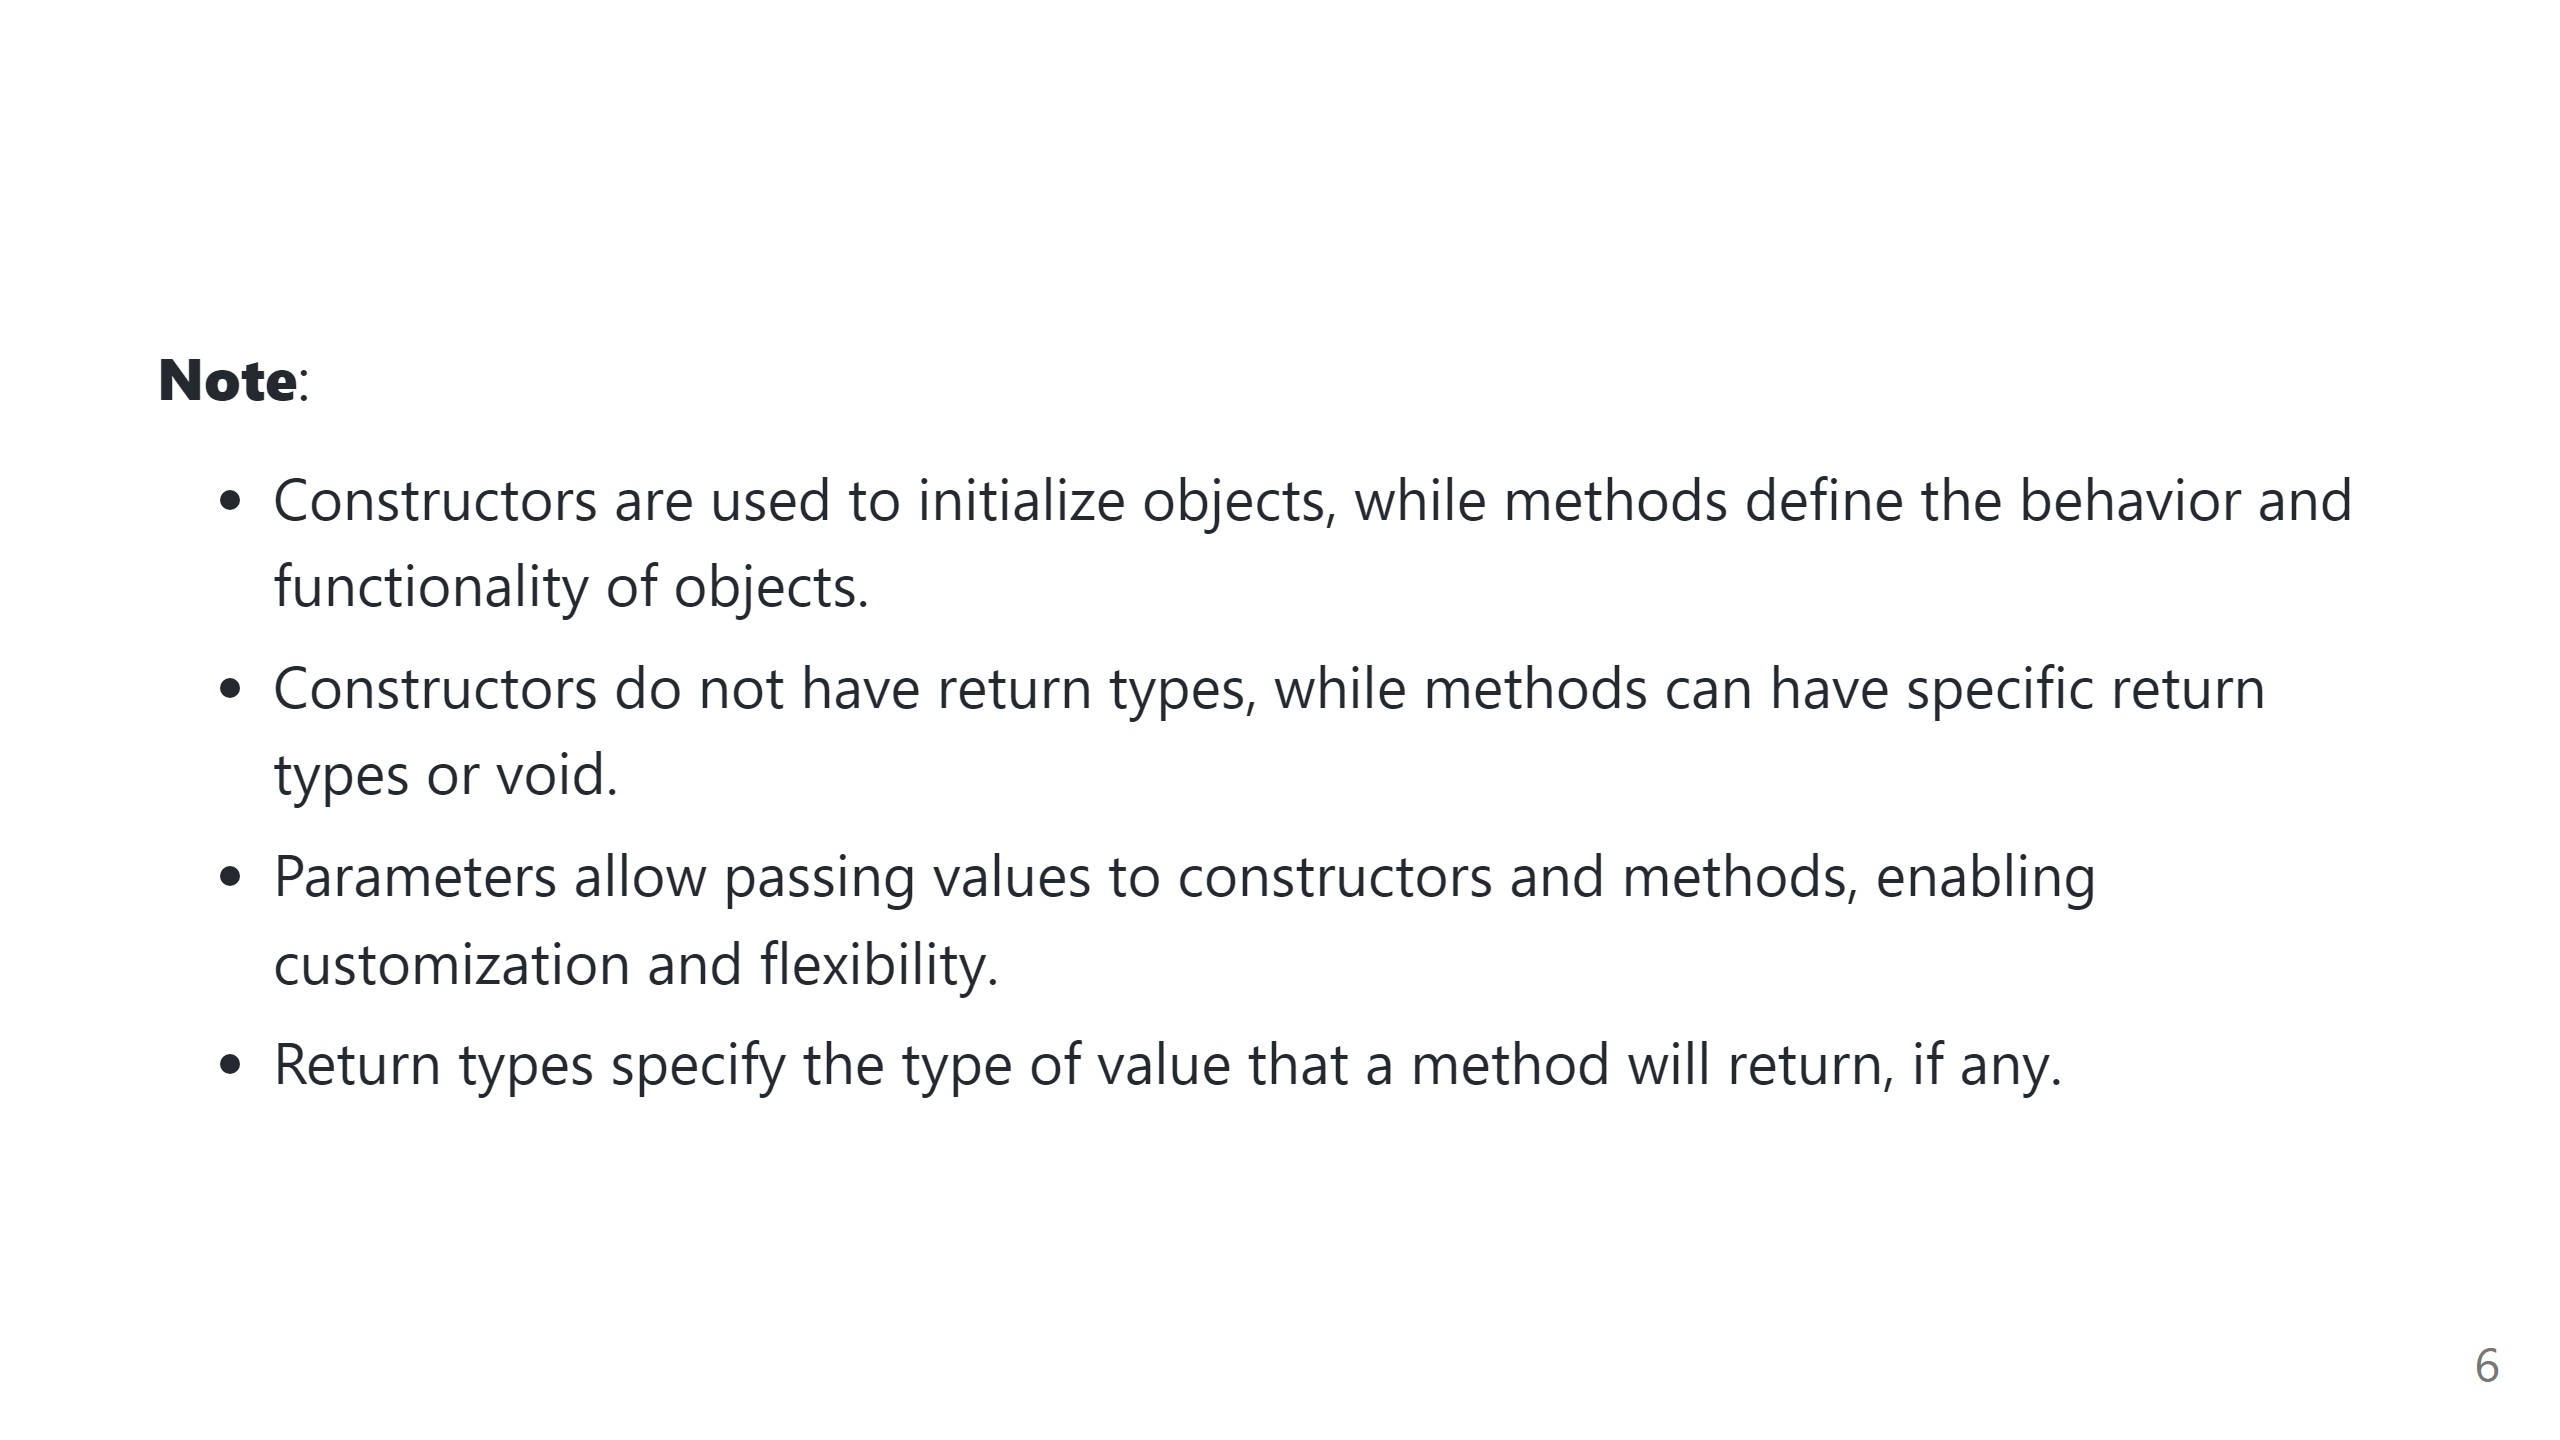 Note:
• Constructors are used to initialize objects, while methods define the behavior and
functionality of objects.
• Constructors do not have return types, while methods can have specific return
types or void.
• Parameters allow passing values to constructors and methods, enabling
customization and flexibility.
• Return types specify the type of value that a method will return, if any.
6